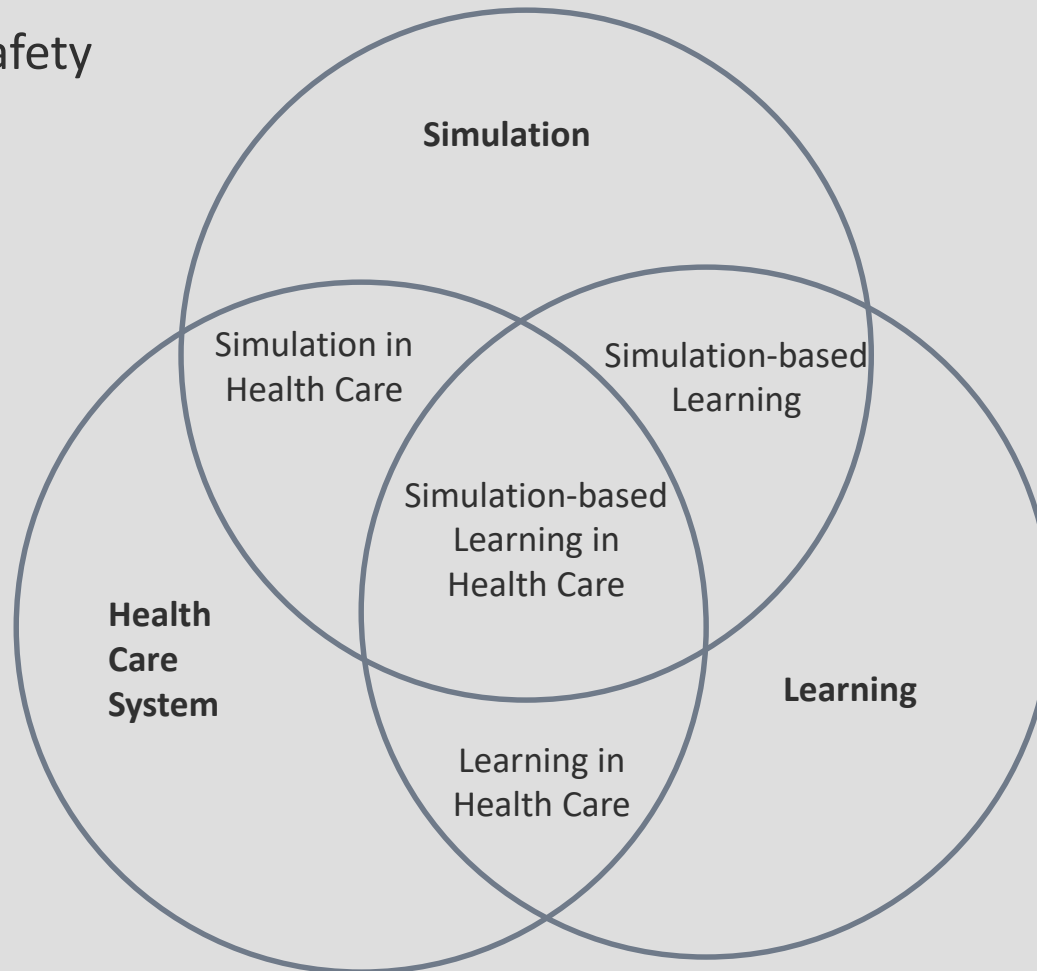 afety
Simulation
Simulation in
Health Care
Simulation-based
Learning
Simulation-based
Learning in
Health Care
Health
Care
System
Learning
Learning in
Health Care